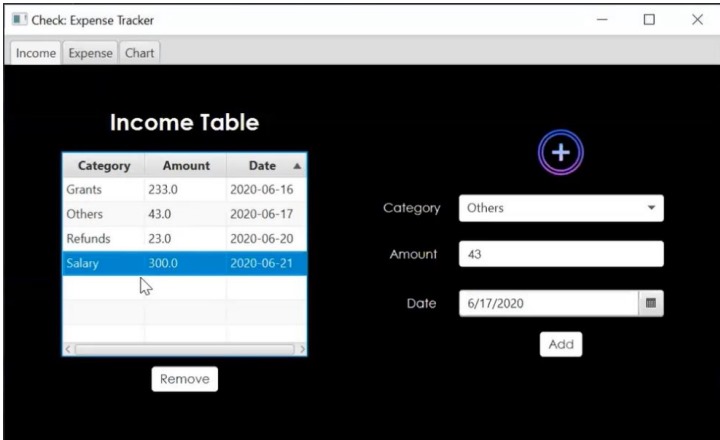 Check: Expense Tracker
Income Expense Chart
Income Table
Category Amount Date
Grants 233.0 2020-06-16
Others 43.0 2020-06-17
Refunds 23.0 2020-06-20
Salary 300.0 2020-06-21
Remove
Category Others
Amount 43
Date 6/17/2020
Add